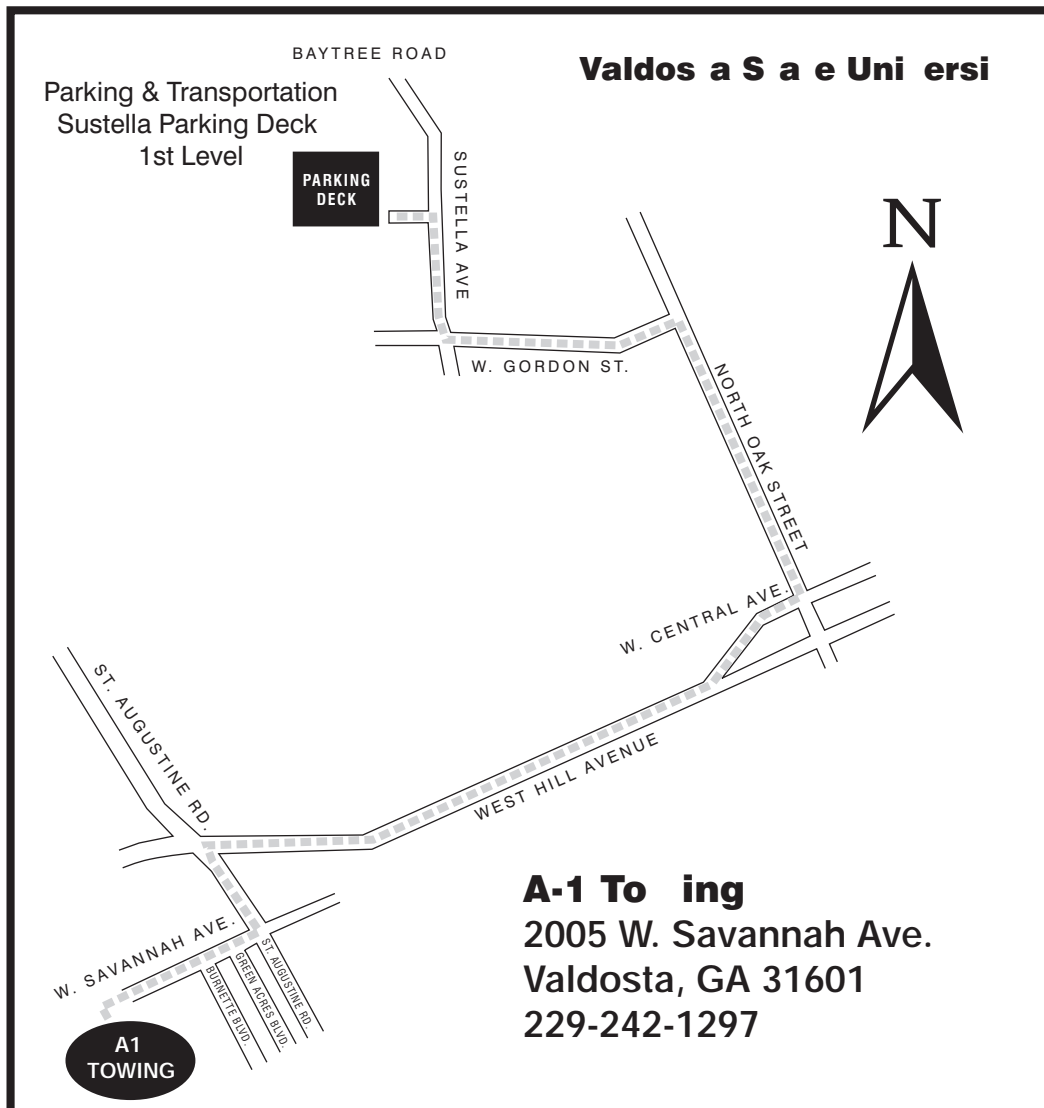 BAYTREE ROAD
Valdos a S a e Uni ersi
Parking & Transportation
Sustella Parking Deck
1st Level
PARKING
DECK
SUSTELLA AVE
N
W. GORDON ST.
NORTH OAK STREET
W. CENTRAL AVE.
ST. AUGUSTINE RD.
WEST HILL AVENUE
A-1 To ing
2005 W. Savannah Ave.
Valdosta, GA 31601
229-242-1297
W. SAVANNAH AVE.
ST. AUGUSTINE RD.
GREEN ACRES BLVD.
BURNETTE BLVD.
A1
TOWING